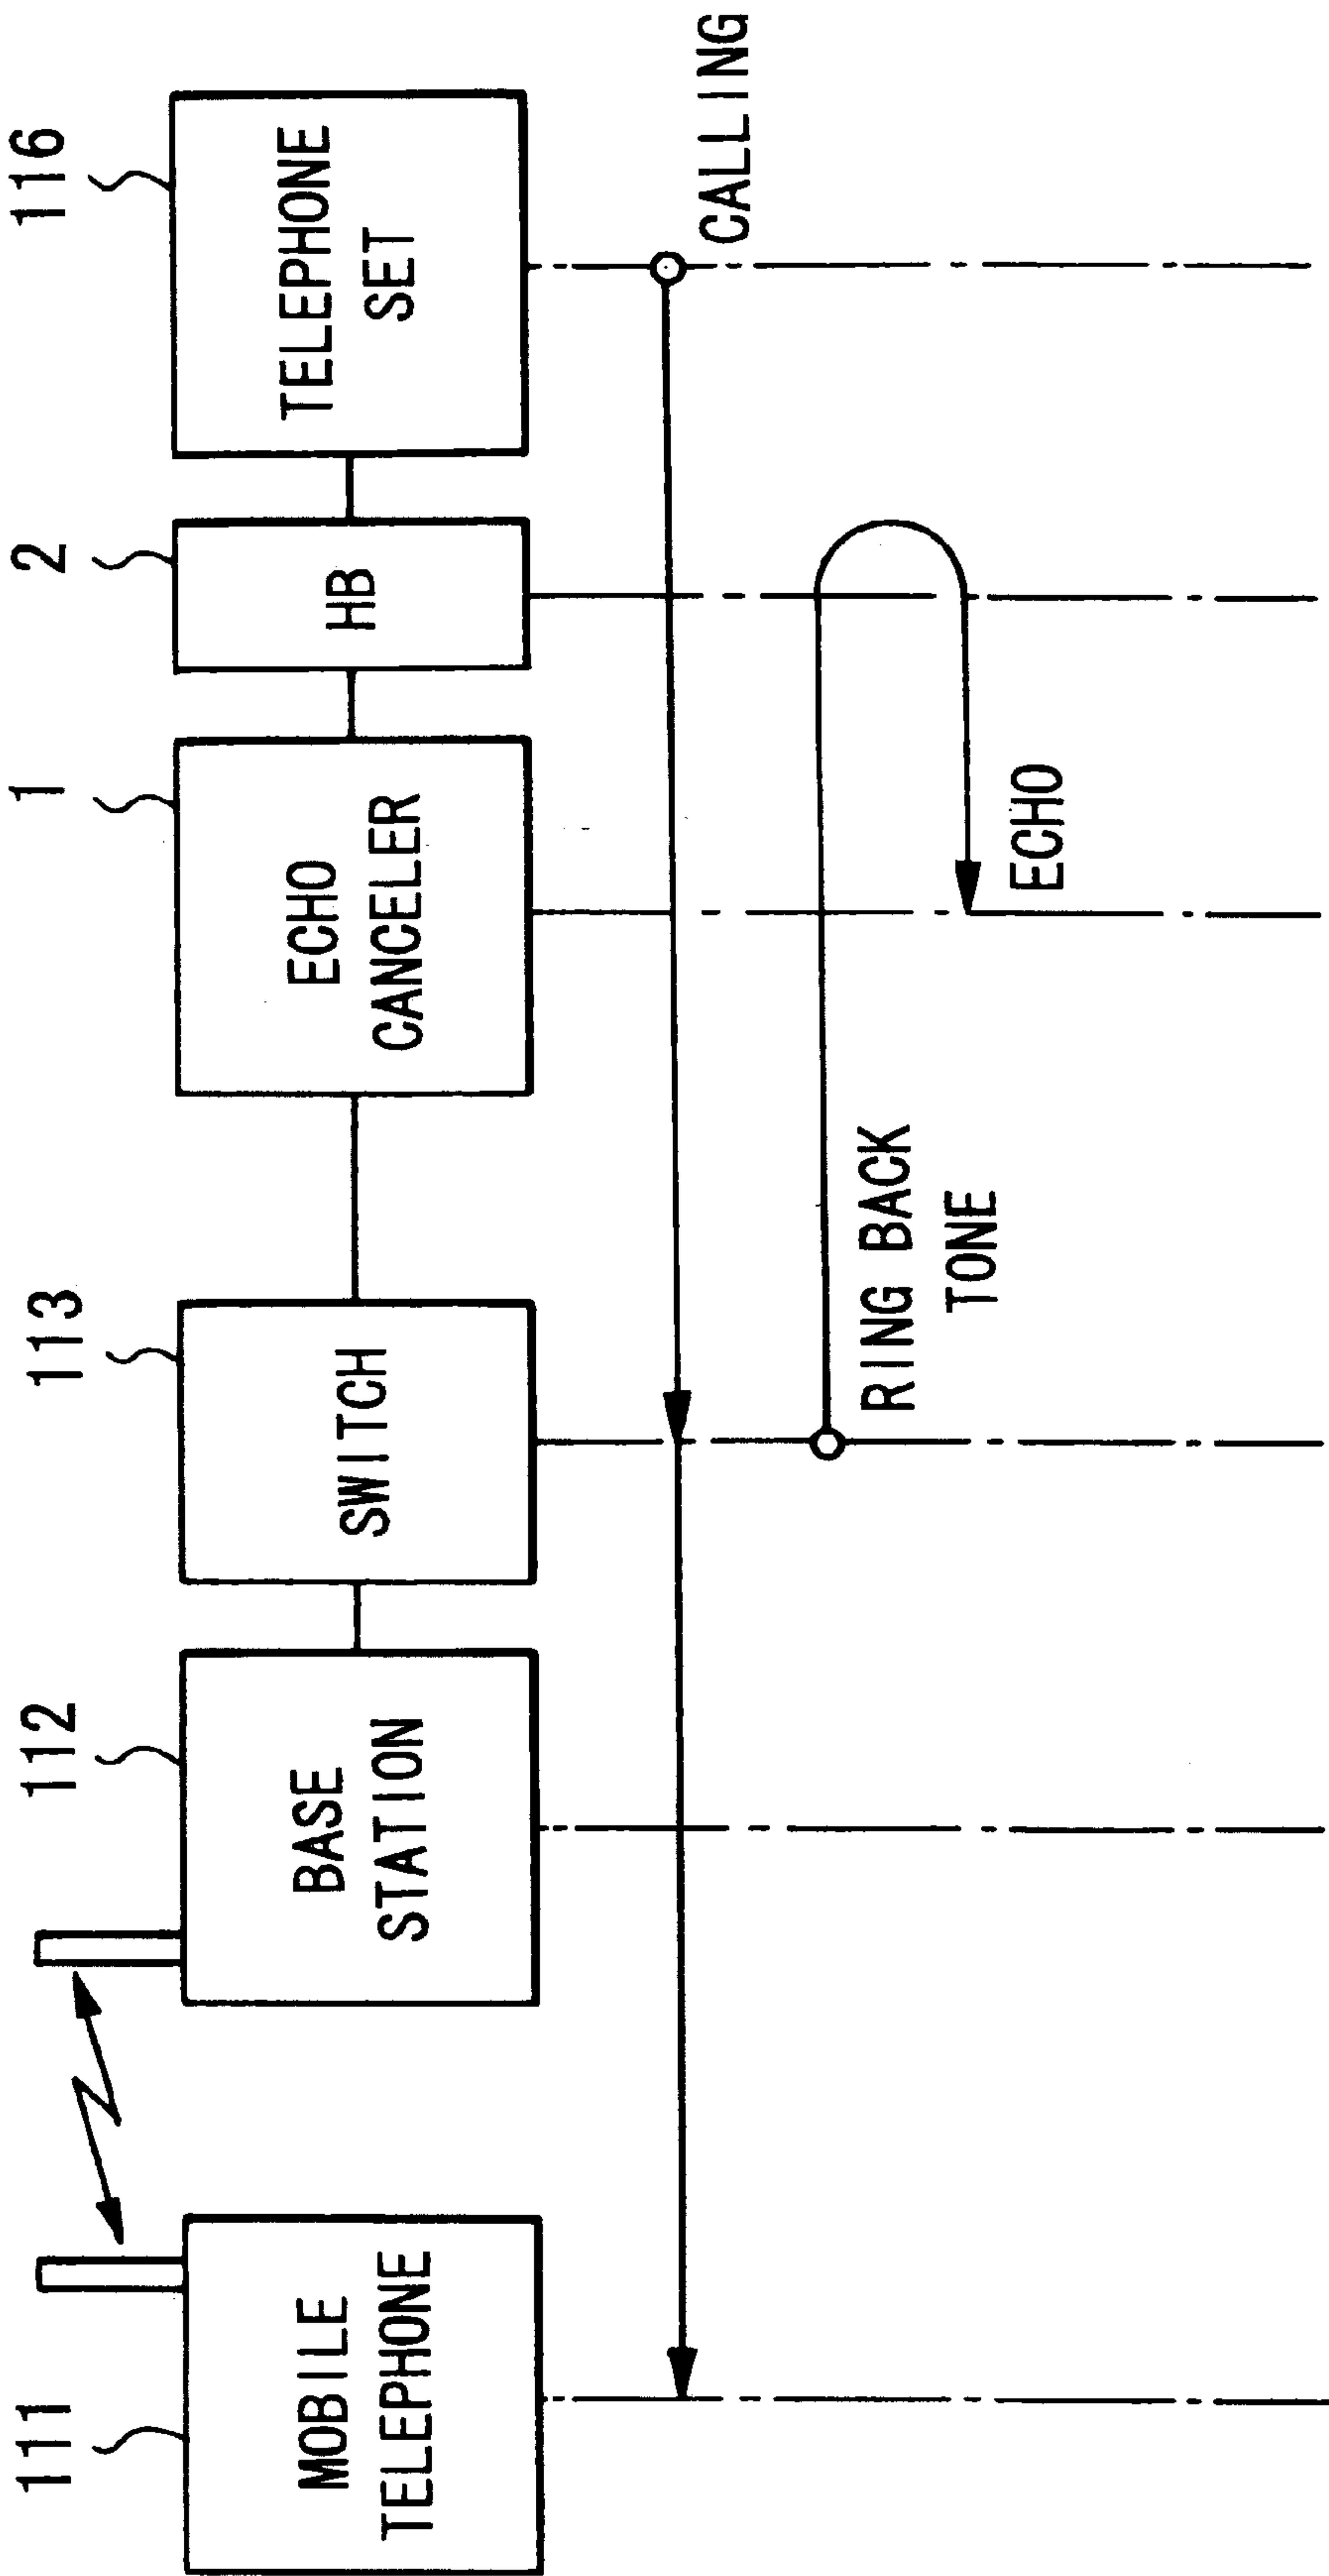 111
112
113
1
2
116
MOBILE
TELEPHONE
BASE
STATION
SWITCH
ECHO
CANCELER
HB
TELEPHONE
SET
CALLING
RING BACK
TONE
ECHO